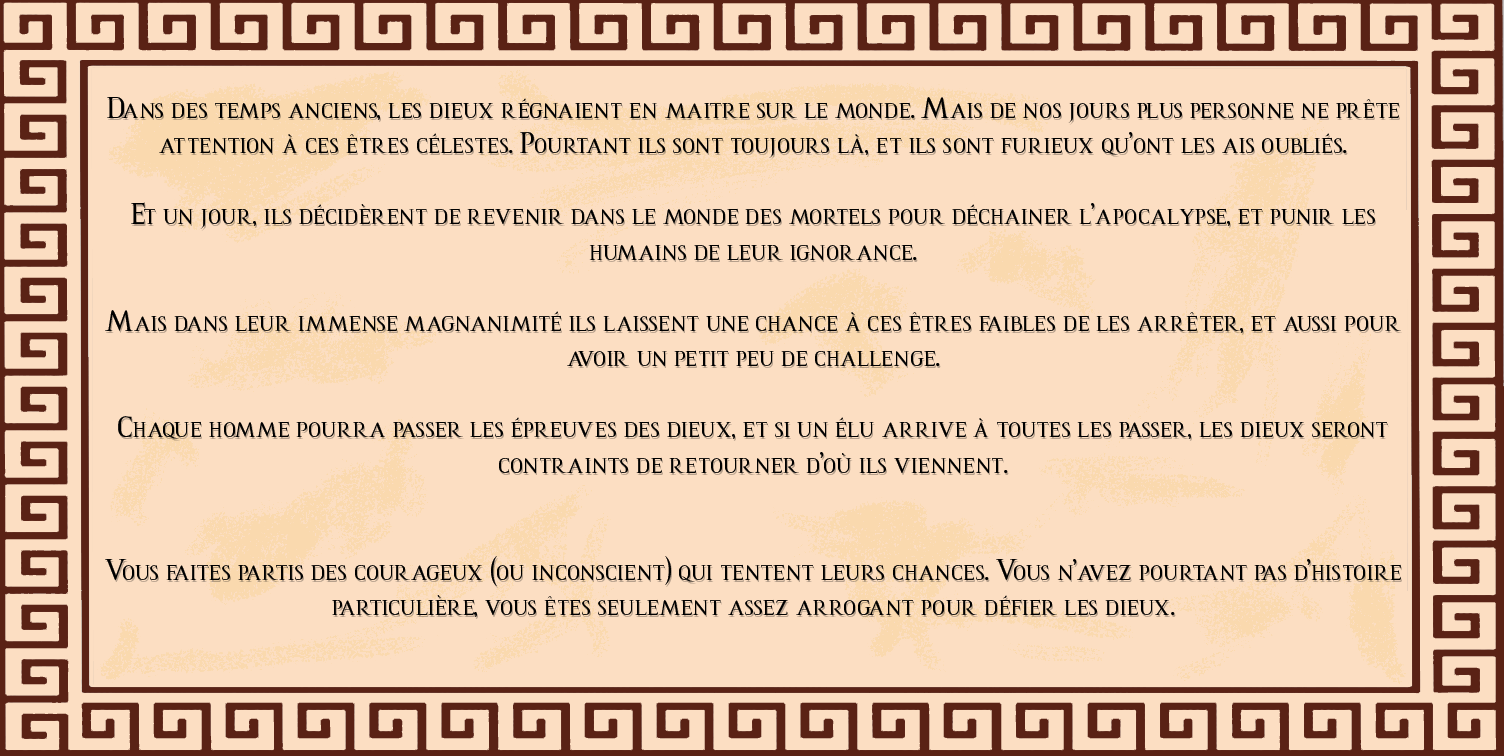 Dans des temps anciens, les dieux régnaient en maitre sur le monde. Mais de nos jours plus personne ne prête
attention à ces êtres célestes. Pourtant ils sont toujours là, et ils sont furieux qu'ont les ais oubliés.
Et un jour, ils décidèrent de revenir dans le monde des mortels pour déchainer l'apocalypse, et punir les
humains de leur ignorance.
Mais dans leur immense magnanimité ils laissent une chance à ces êtres faibles de les arrêter, et aussi pour
avoir un petit peu de challenge.
Chaque homme pourra passer les épreuves des dieux, et si un élu arrive à toutes les passer, les dieux seront
contraints de retourner d'où ils viennent.
Vous faites partis des courageux (ou inconscient) qui tentent leurs chances. Vous n'avez pourtant pas d'histoire
particulière, vous êtes seulement assez arrogant pour défier les dieux.